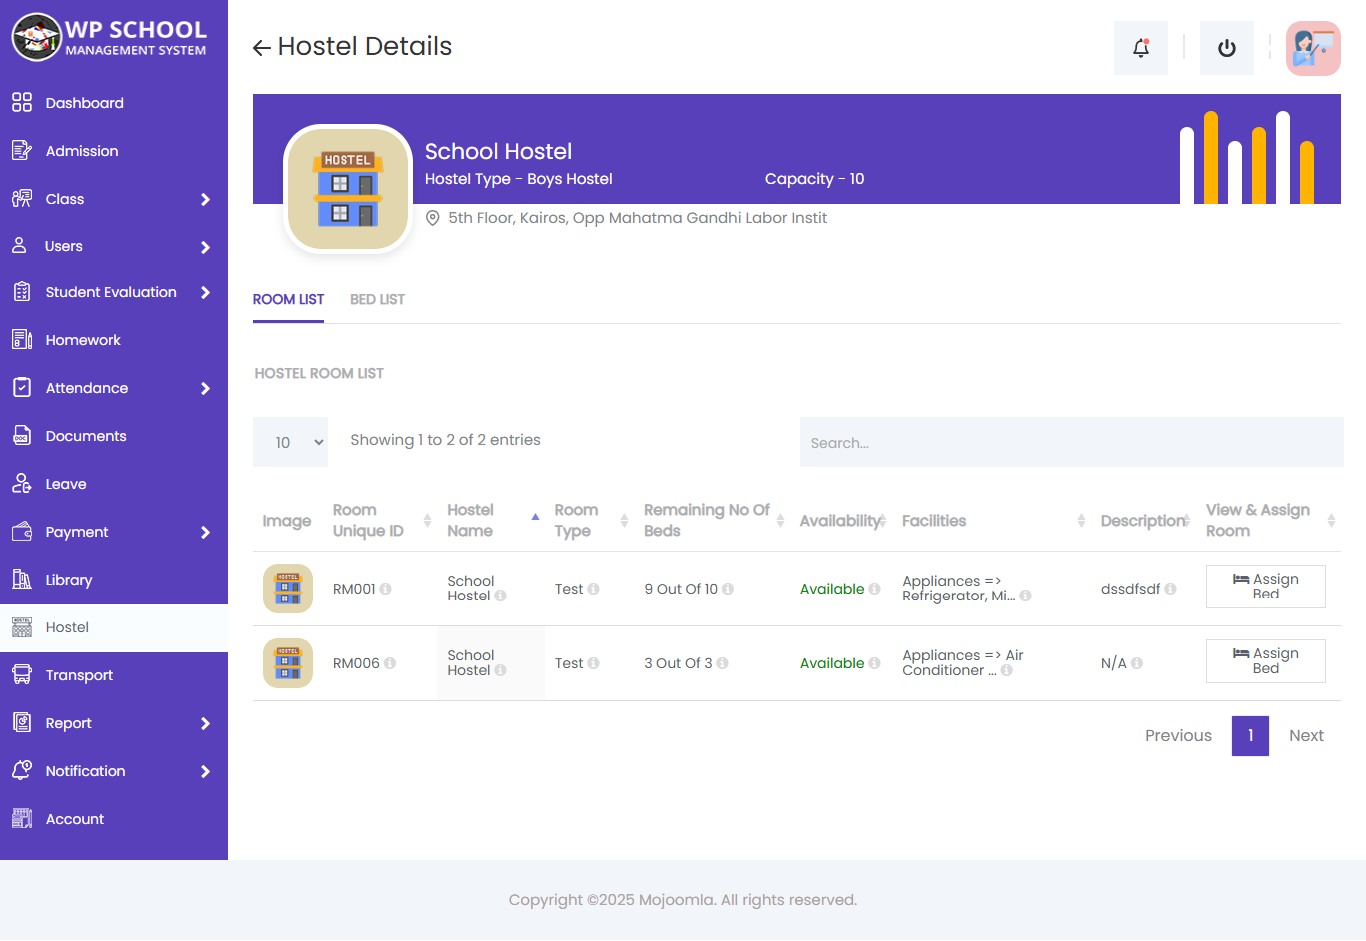 WP SCHOOL
MANAGEMENT SYSTEM
Dashboard
Admission
Class
Users
Student Evaluation
Homework
Attendance
Documents
DOC
Leave
Payment
Library
Hostel
Transport
Report
Notification
Account
Hostel Details
HOSTEL
School Hostel
Hostel Type - Boys Hostel
Capacity - 10
5th Floor, Kairos, Opp Mahatma Gandhi Labor Instit
ROOM LIST
BED LIST
HOSTEL ROOM LIST
10
Showing 1 to 2 of 2 entries
Search...
Image
Room Unique ID
Hostel Name
Room Type
Remaining No Of Beds
Availability
Facilities
Description
View & Assign Room
HOSTEL
RM001
School Hostel
Test
9 Out Of 10
Available
Appliances => Refrigerator, Mi...
dssdfsdf
Assign Bed
HOSTEL
RM006
School Hostel
Test
3 Out Of 3
Available
Appliances => Air Conditioner ...
N/A
Assign Bed
Previous
1
Next
Copyright ©2025 Mojoomla. All rights reserved.